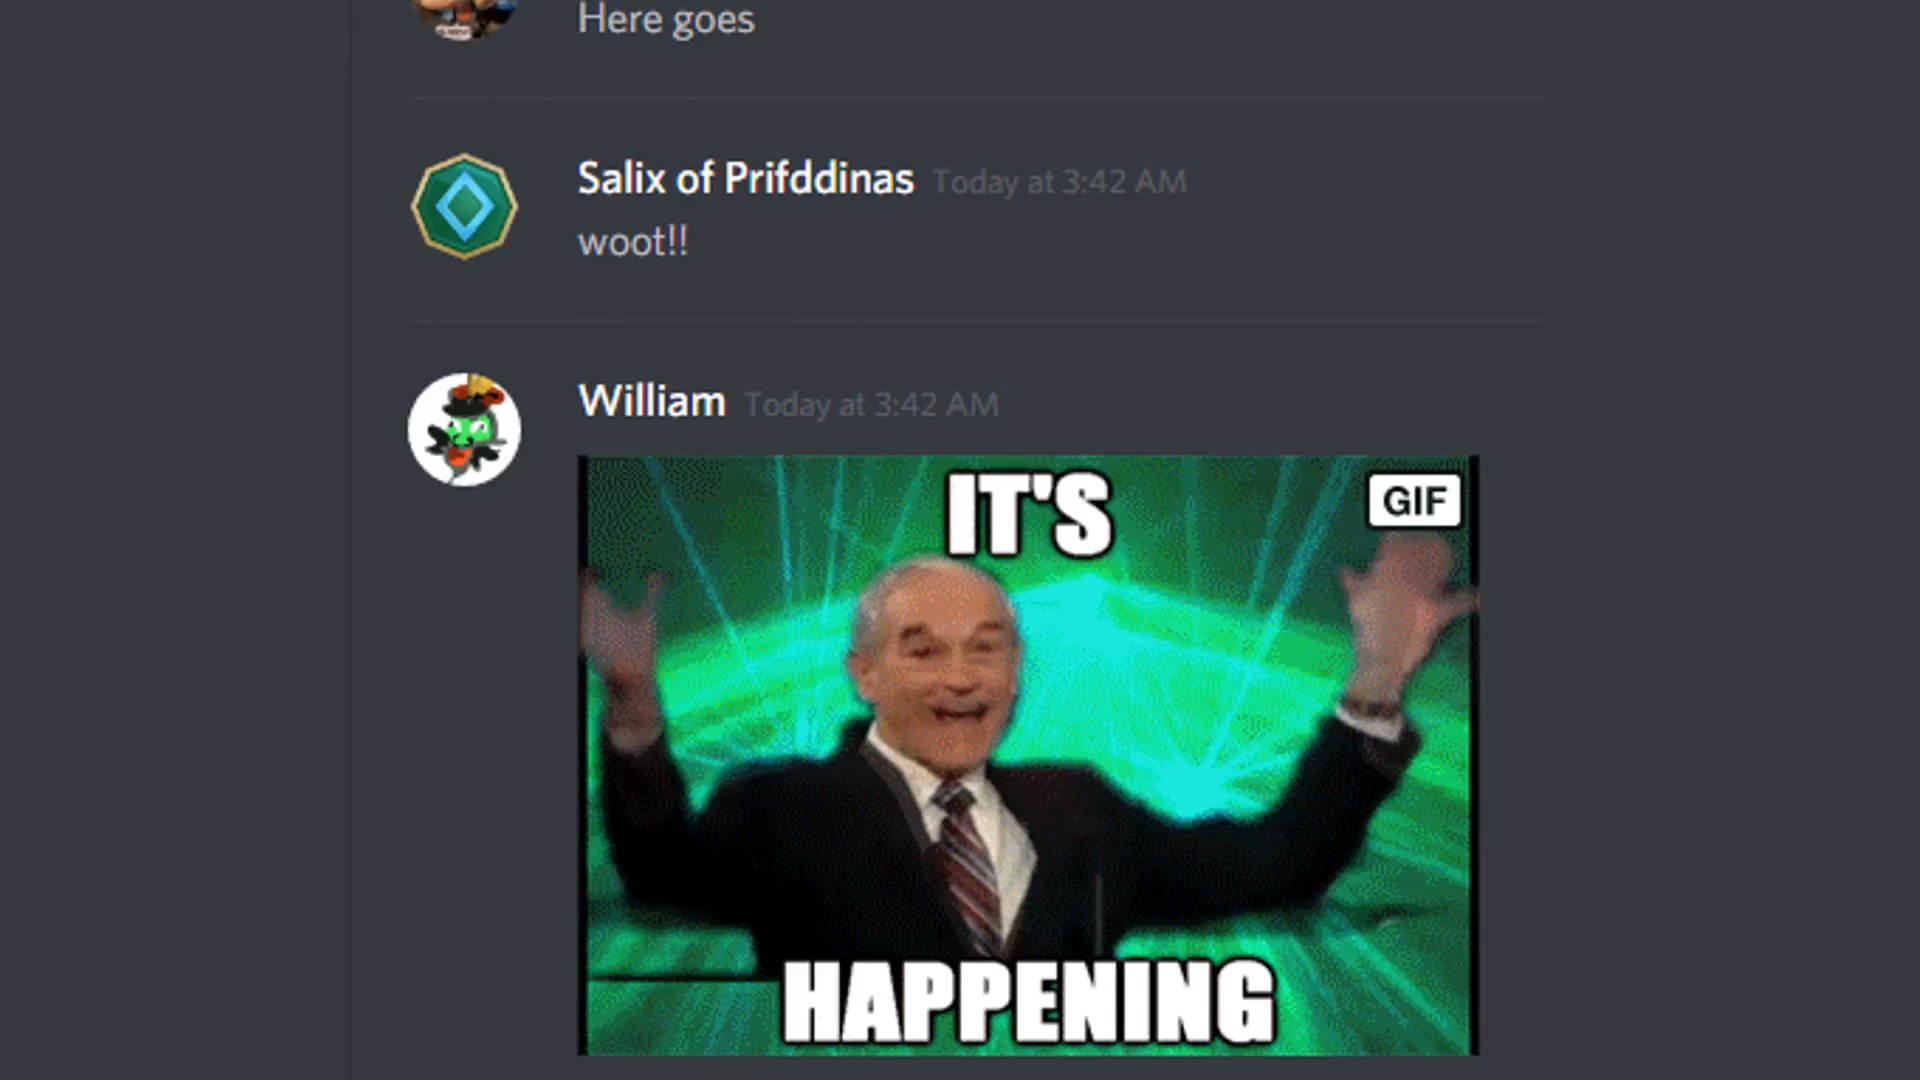 Here goes
Salix of Prifddinas Today at 3:42 AM
woot!!
William Today at 3:42 AM
IT'S
GIF
HAPPENING